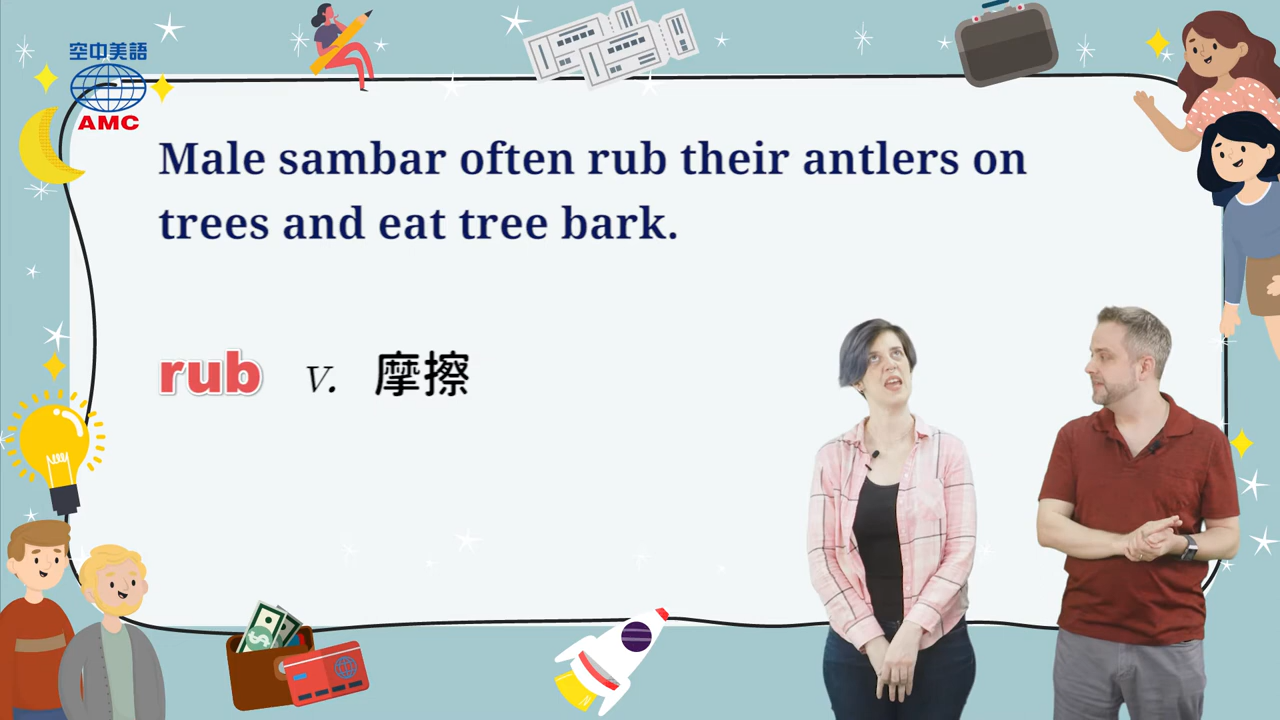 空中美語
AMC
Male sambar often rub their antlers on
trees and eat tree bark.
rub v. 摩擦